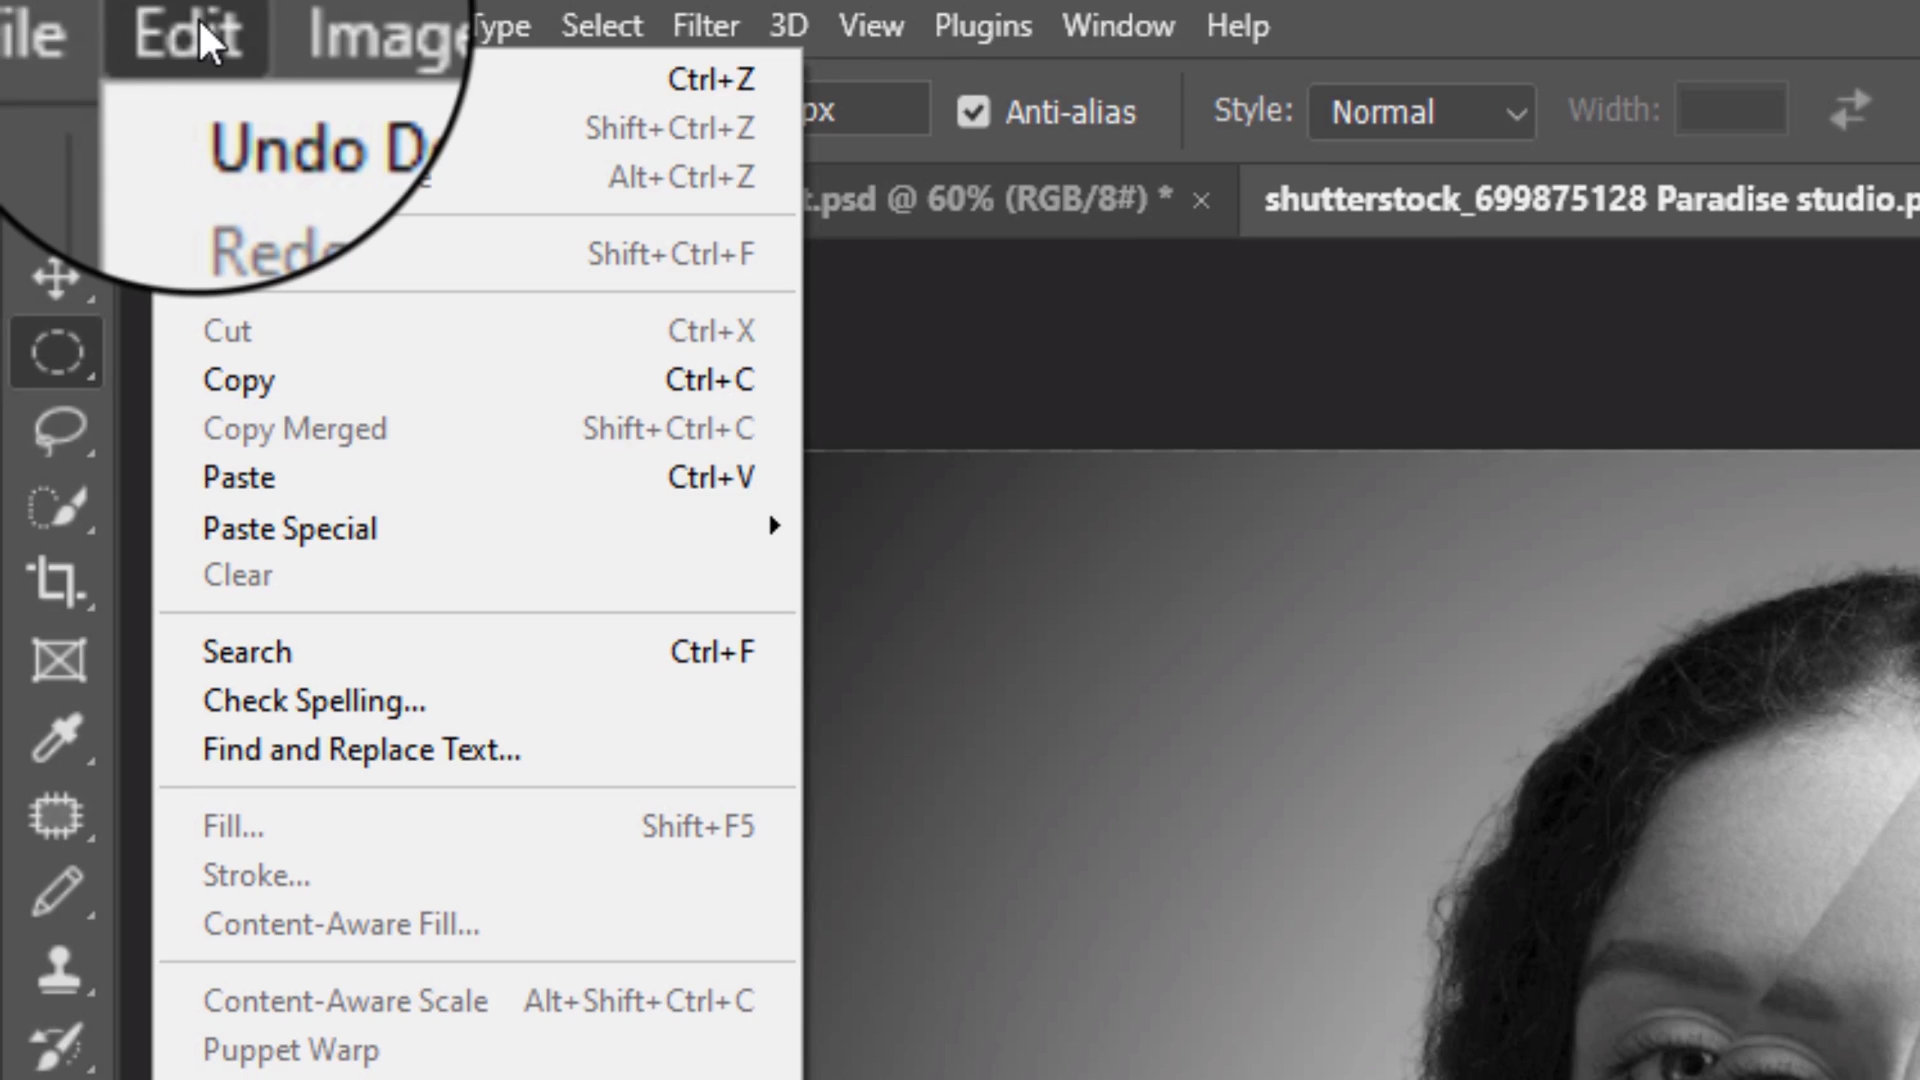 Edit Image Type Select Filter 3D View Plugins Window Help
Undo
Ctrl+Z
Shift+Ctrl+Z
Alt+Ctrl+Z
Shift+Ctrl+F
Cut Ctrl+X
Copy Ctrl+C
Copy Merged Shift+Ctrl+C
Paste Ctrl+V
Paste Special
Clear
Search Ctrl+F
Check Spelling...
Find and Replace Text...
Fill... Shift+F5
Stroke...
Content-Aware Fill...
Content-Aware Scale Alt+Shift+Ctrl+C
Puppet Warp
px Anti-alias Style: Normal Width:
t.psd @ 60% (RGB/8#) * × shutterstock_699875128 Paradise studio.p